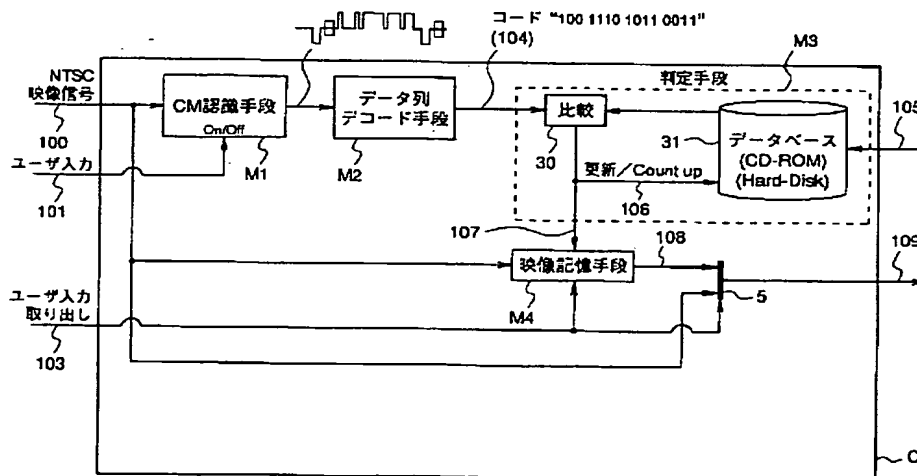 コード "100 1110 1011 0011"
(104)
M3
NTSC
映像信号
100
CM認識手段
On/Off
M1
データ列
デコード手段
M2
判定手段
比較
30
31
データベース
(CD-ROM)
(Hard-Disk)
105
ユーザ入力
101
更新/Count up
106
107
映像記憶手段
M4
108
109
5
ユーザ入力
取り出し
103